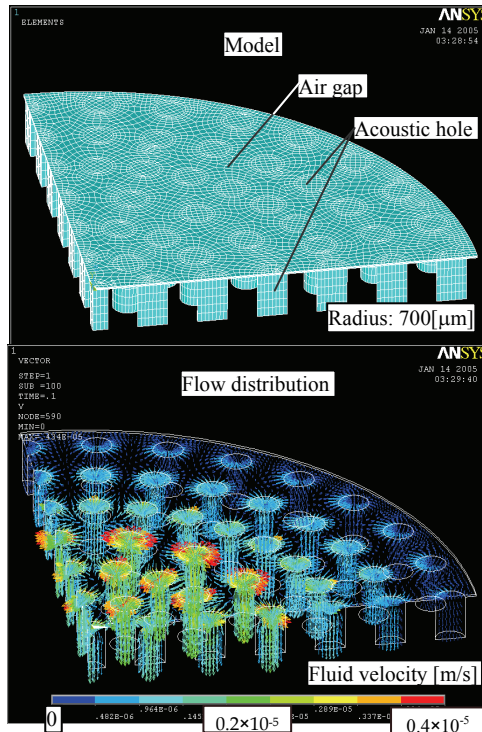 1
ELEMENTS
ANSYS
JAN 14 2005
03:28:54
Model
Air gap
Acoustic hole
Radius: 700[μm]
1
VECTOR
STEP=1
SUB =100
TIME=.1
V
NODE=590
MIN=0
MAX=.434E-05
ANSYS
JAN 14 2005
03:29:40
Flow distribution
Fluid velocity [m/s]
0
.482E-06
.964E-06
.145
0.2×10-5
.289E-05
.337E-0
0.4×10-5